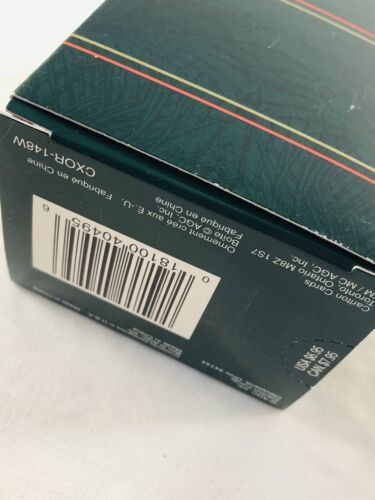 CXOR-148W
Fabriqué en Chine
Ornement créé aux É.-U.
Boîte © AGC, Inc.
Fabriqué en Chine
Carlton Cards
Toronto, Ontario M8Z 1S7
TM / MC AGC, Inc.
0 18100 40495 6
USA $6.95
CAN $7.95